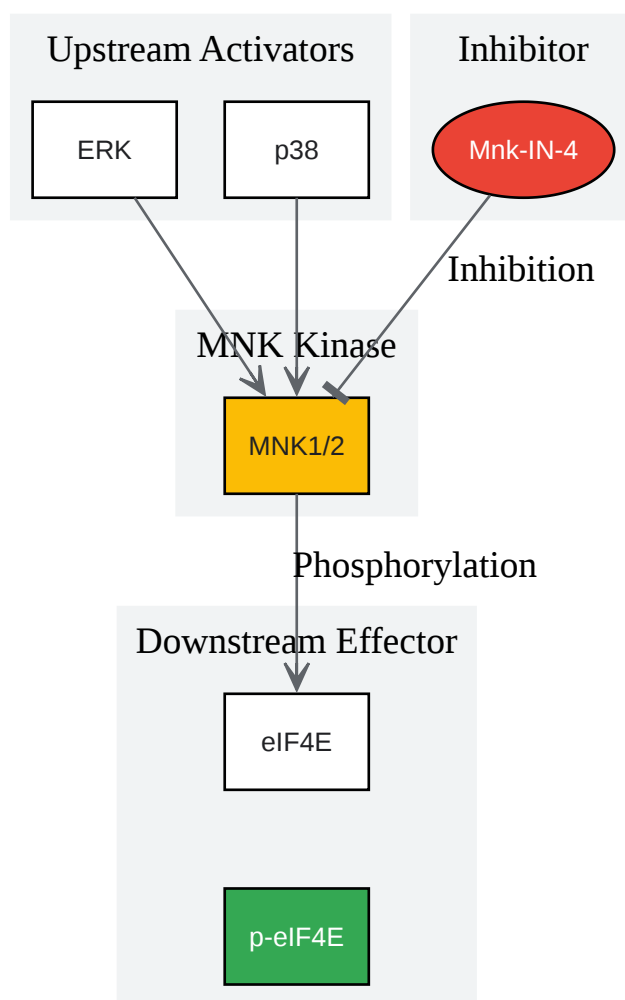 Upstream Activators
Inhibitor
ERK
p38
Mnk-IN-4
Inhibition
MNK Kinase
MNK1/2
Phosphorylation
Downstream Effector
eIF4E
p-eIF4E